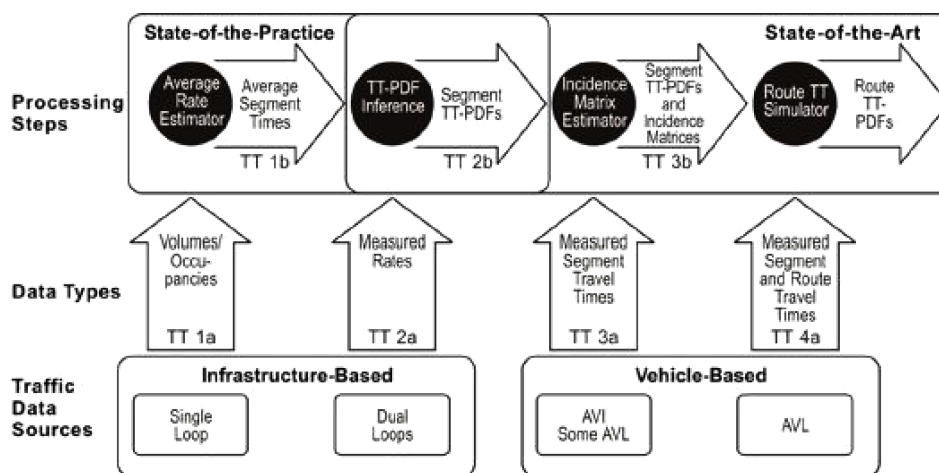 State-of-the-Practice
State-of-the-Art
Processing
Steps
Average
Rate
Estimator
Average
Segment
Times
TT 1b
TT-PDF
Inference
Segment
TT-PDFs
TT 2b
Incidence
Matrix
Estimator
Segment
TT-PDFs
and
Incidence
Matrices
TT 3b
Route TT
Simulator
Route
TT-
PDFs
Data Types
Volumes/
Occu-
pancies
TT 1a
Measured
Rates
TT 2a
Measured
Segment
Travel
Times
TT 3a
Measured
Segment
and Route
Travel
Times
TT 4a
Traffic
Data
Sources
Infrastructure-Based
Single
Loop
Dual
Loops
Vehicle-Based
AVI
Some AVL
AVL